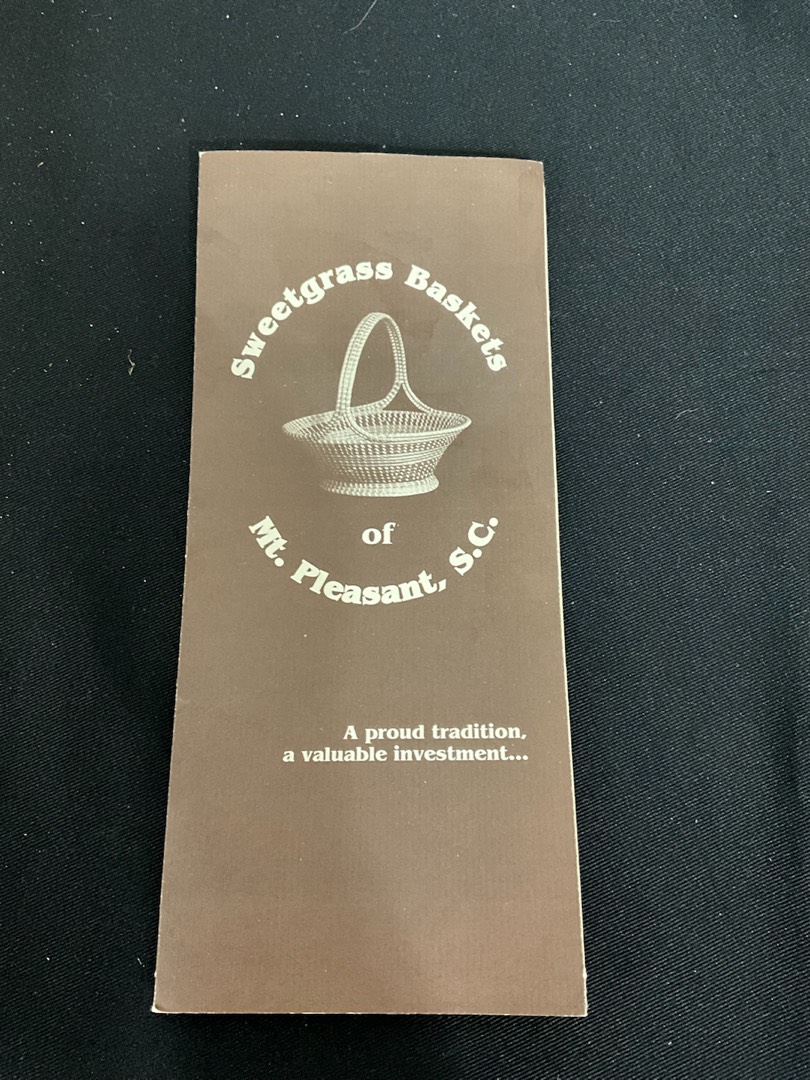 Sweetgrass Baskets
of
Mt. Pleasant, S.C.
A proud tradition,
a valuable investment...